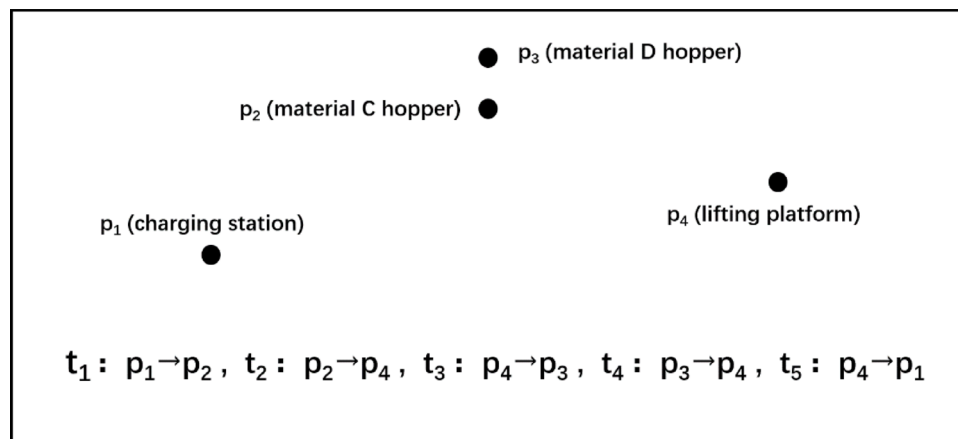 p₃ (material D hopper)
p₂ (material C hopper)
p₄ (lifting platform)
p₁ (charging station)
t₁： p₁→p₂ , t₂： p₂→p₄ , t₃： p₄→p₃ , t₄： p₃→p₄ , t₅： p₄→p₁